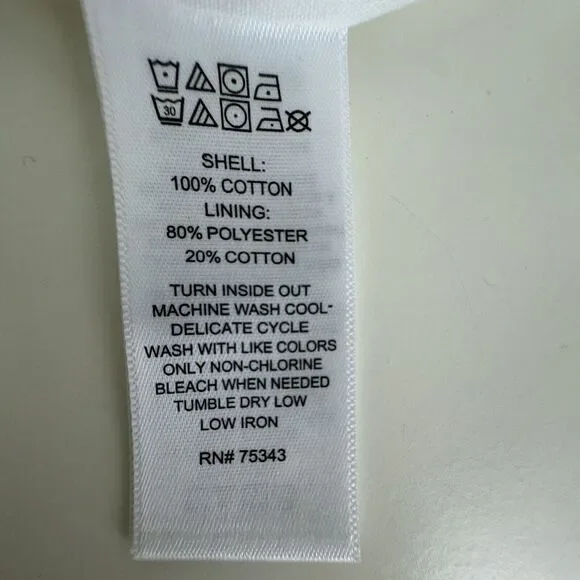 30
SHELL:
100% COTTON
LINING:
80% POLYESTER
20% COTTON
TURN INSIDE OUT
MACHINE WASH COOL-
DELICATE CYCLE
WASH WITH LIKE COLORS
ONLY NON-CHLORINE
BLEACH WHEN NEEDED
TUMBLE DRY LOW
LOW IRON
RN# 75343